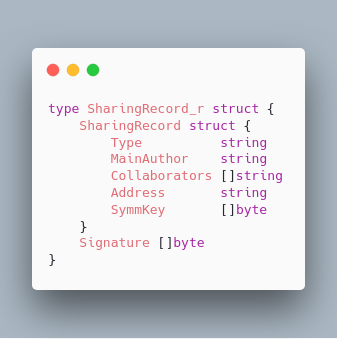 type SharingRecord_r struct {
    SharingRecord struct {
        Type          string
        MainAuthor    string
        Collaborators []string
        Address       string
        SymmKey       []byte
    }
    Signature []byte
}